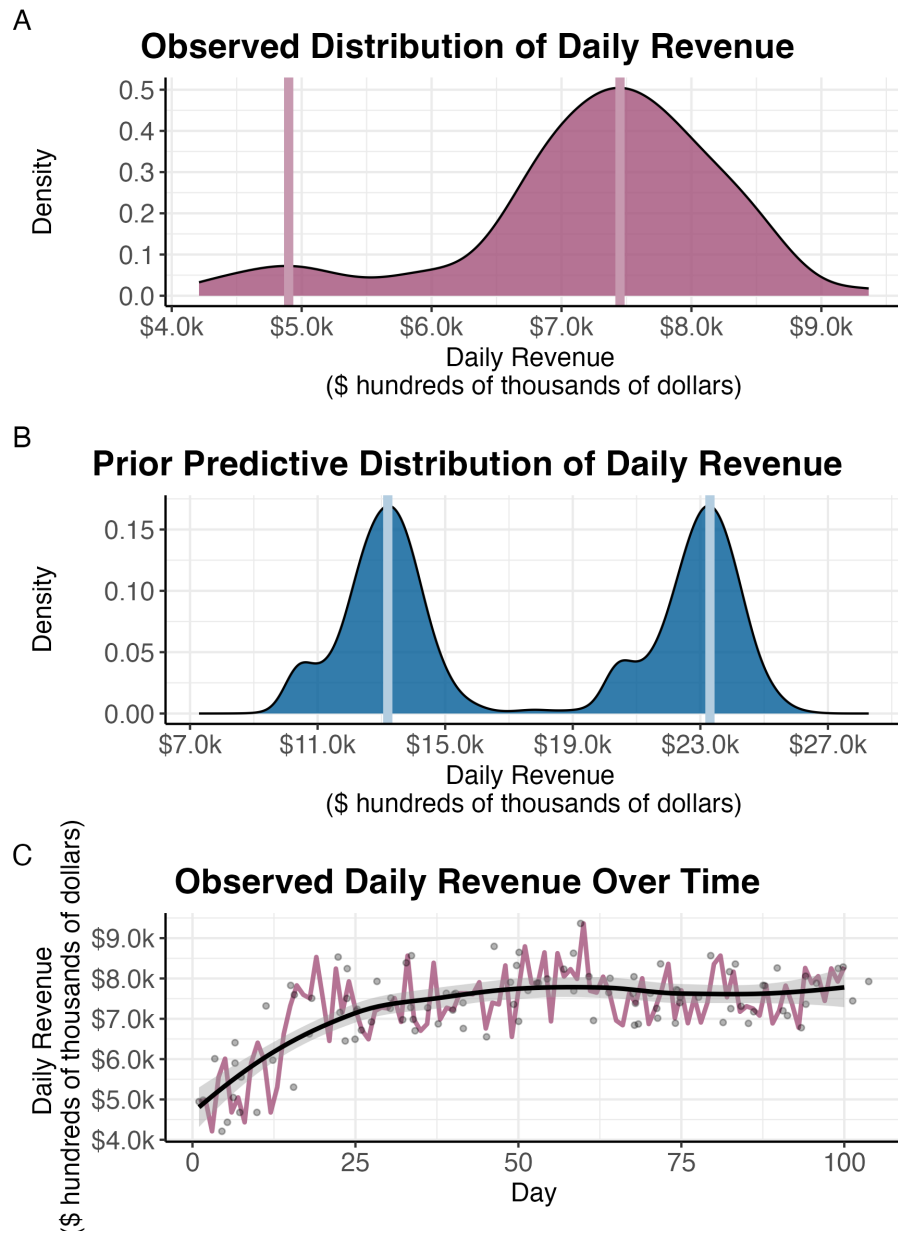 A
Observed Distribution of Daily Revenue
Density
0.5
0.4
0.3
0.2
0.1
0.0
$4.0k $5.0k $6.0k $7.0k $8.0k $9.0k
Daily Revenue
($ hundreds of thousands of dollars)
B
Prior Predictive Distribution of Daily Revenue
Density
0.15
0.10
0.05
0.00
$7.0k $11.0k $15.0k $19.0k $23.0k $27.0k
Daily Revenue
($ hundreds of thousands of dollars)
C
Observed Daily Revenue Over Time
Daily Revenue
($ hundreds of thousands of dollars)
$9.0k
$8.0k
$7.0k
$6.0k
$5.0k
$4.0k
0 25 50 75 100
Day